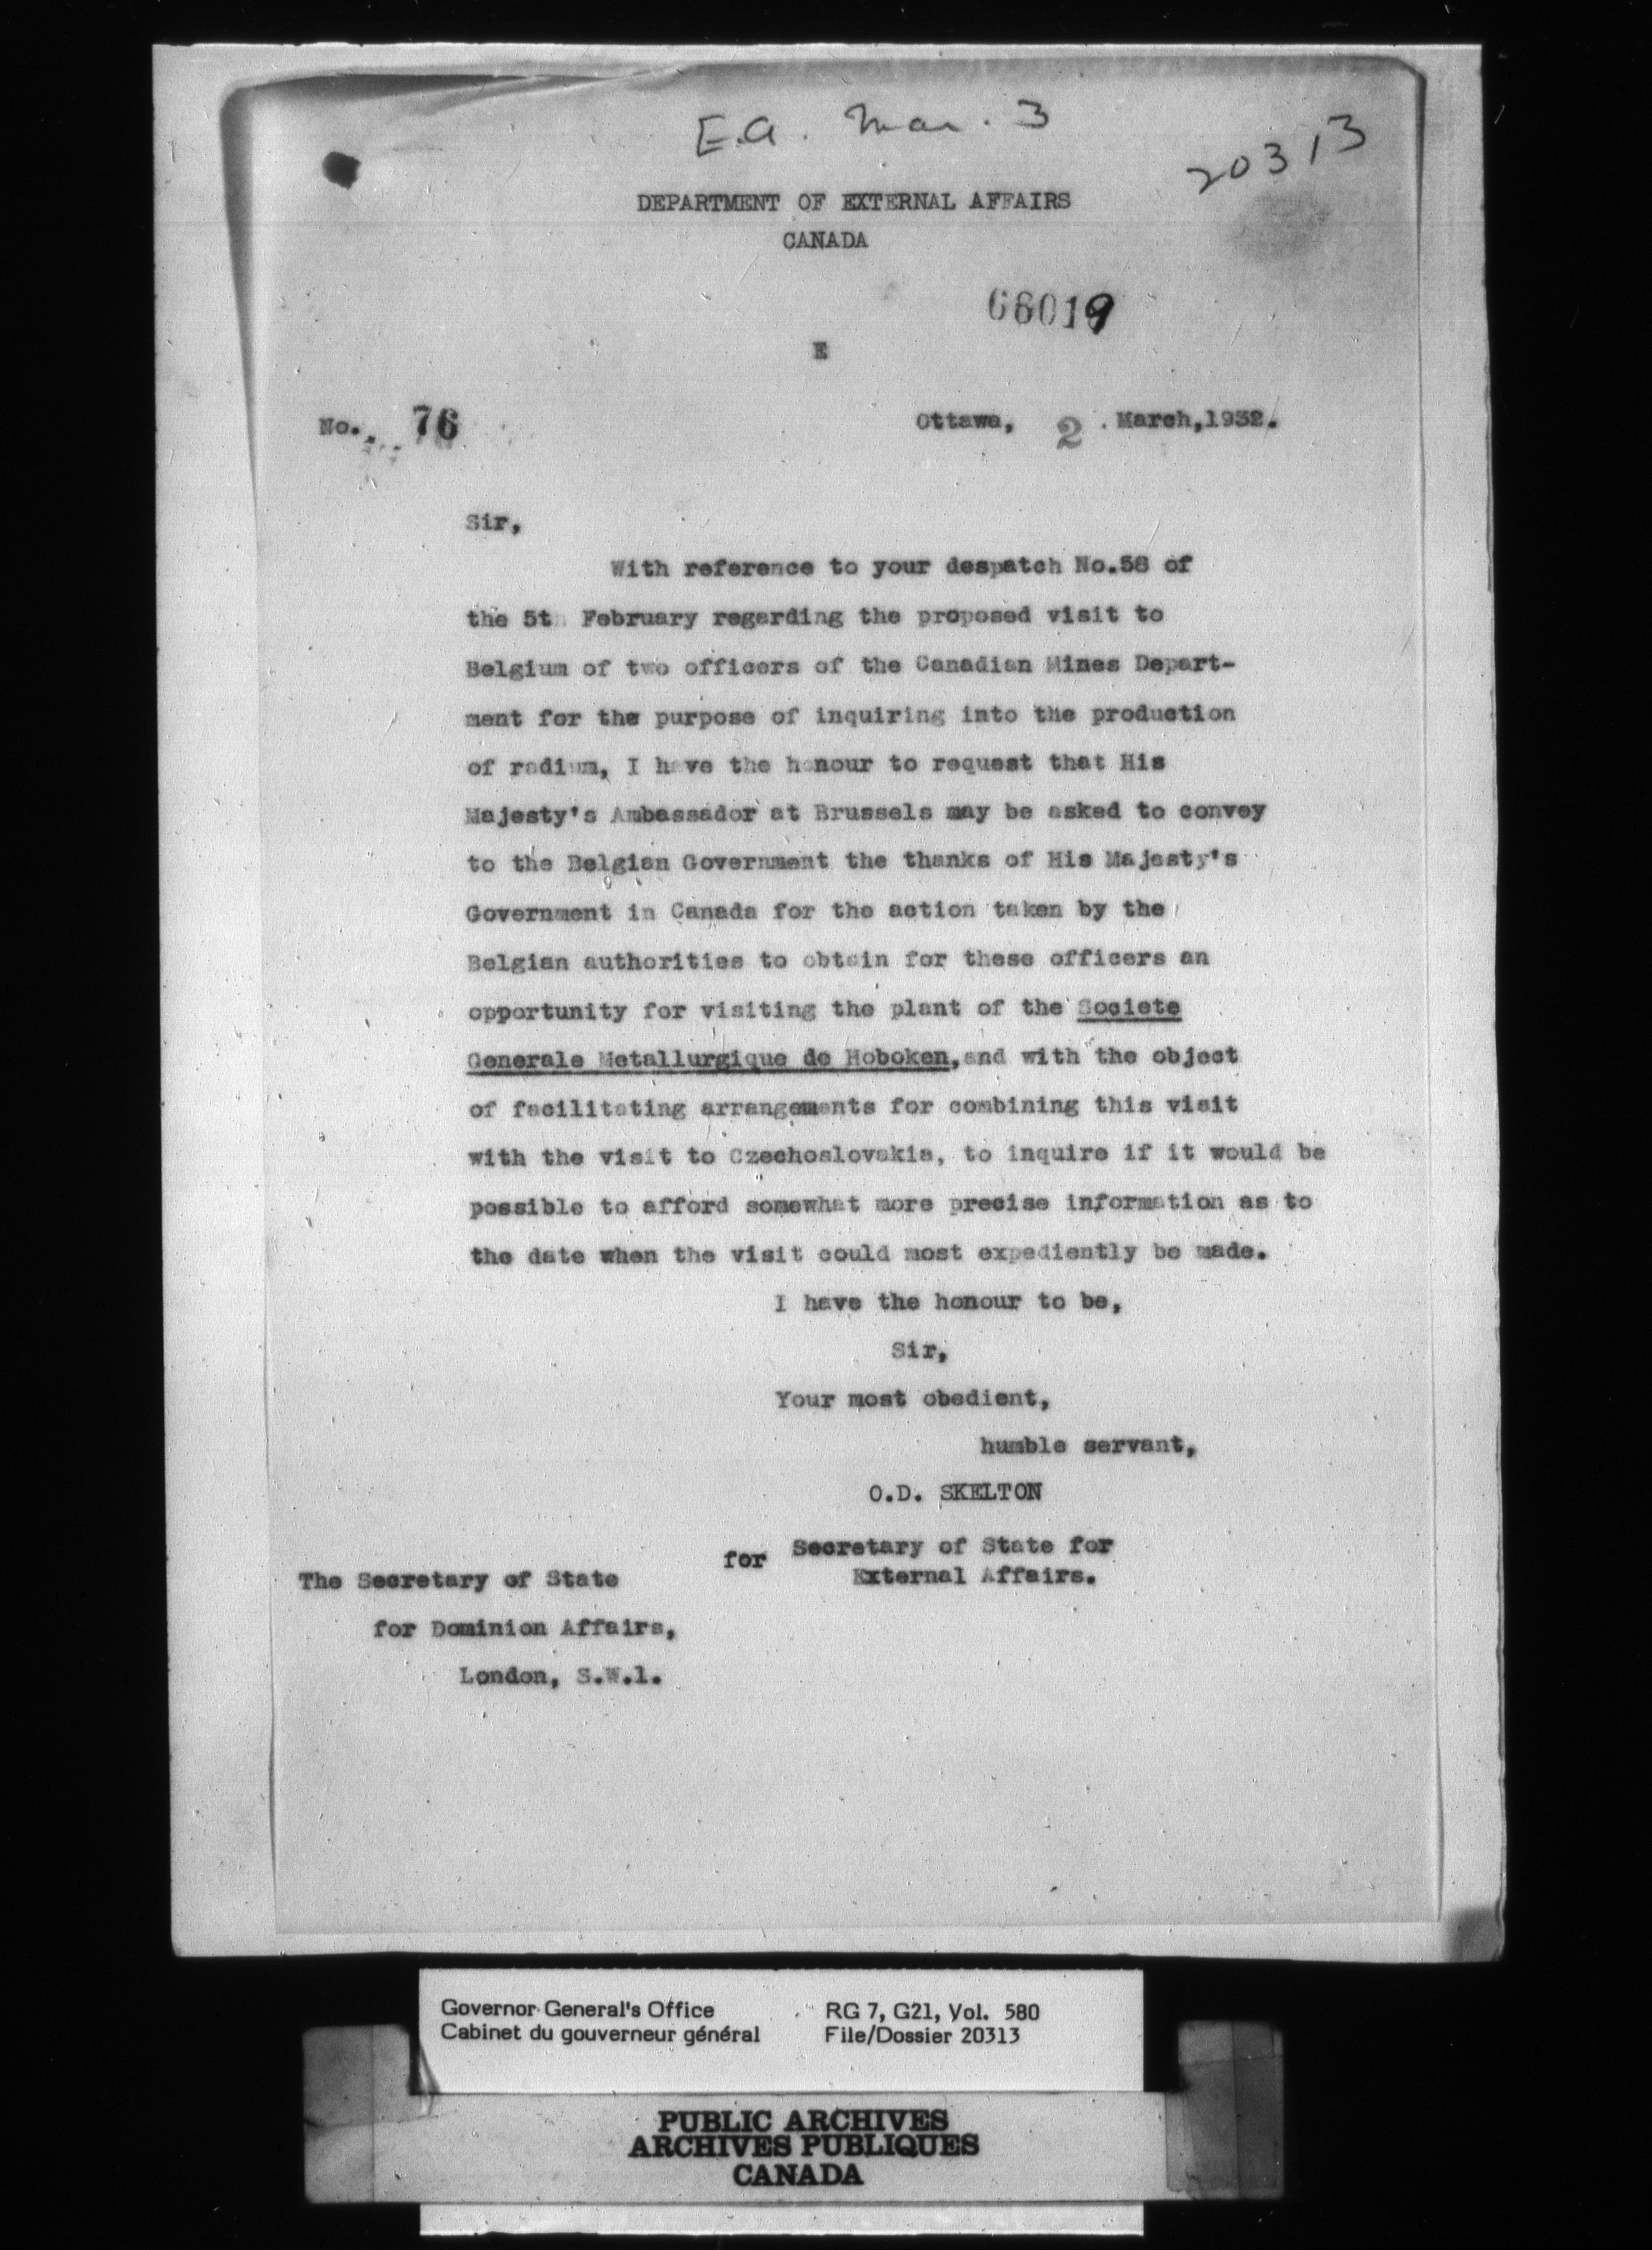 E.A. Mar. 3
20313
DEPARTMENT OF EXTERNAL AFFAIRS
CANADA
66019
E
No. 76
Ottawa, 2 March, 1932.
Sir,
With reference to your despatch No.58 of
the 5th February regarding the proposed visit to
Belgium of two officers of the Canadian Mines Depart-
ment for the purpose of inquiring into the production
of radium, I have the honour to request that His
Majesty's Ambassador at Brussels may be asked to convey
to the Belgian Government the thanks of His Majesty's
Government in Canada for the action taken by the
Belgian authorities to obtain for these officers an
opportunity for visiting the plant of the Societe
Generale Metallurgique de Hoboken, and with the object
of facilitating arrangements for combining this visit
with the visit to Czechoslovakia, to inquire if it would be
possible to afford somewhat more precise information as to
the date when the visit could most expediently be made.
I have the honour to be,
Sir,
Your most obedient,
humble servant,
O.D. SKELTON
for Secretary of State for
External Affairs.
The Secretary of State
for Dominion Affairs,
London, S.W.1.
Governor General's Office RG 7, G21, Vol. 580
Cabinet du gouverneur général File/Dossier 20313
PUBLIC ARCHIVES
ARCHIVES PUBLIQUES
CANADA